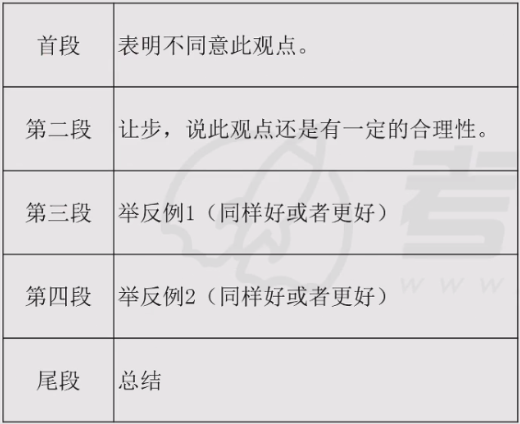 首段 表明不同意此观点。
第二段 让步，说此观点还是有一定的合理性。
第三段 举反例1（同样好或者更好）
第四段 举反例2（同样好或者更好）
尾段 总结
考
www.